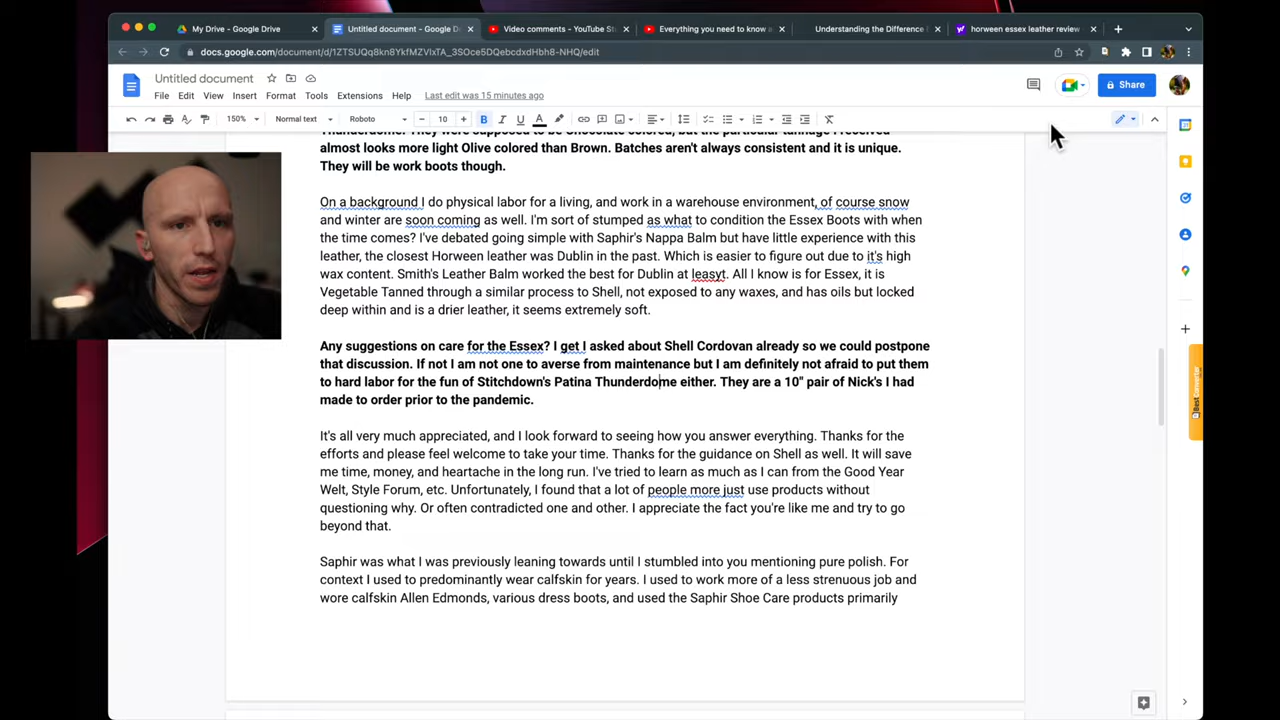 My Drive - Google Drive
Untitled document - Google D
Video comments - YouTube St
Everything you need to know a
Understanding the Difference
horween essex leather review
docs.google.com/document/d/1ZTSUQq8kn8YkfMZVlxTA_3SOce5DQebcdxdHbh8-NHQ/edit
Untitled document
File Edit View Insert Format Tools Extensions Help Last edit was 15 minutes ago
Share
150% Normal text Roboto 10
Thunderdome. They were supposed to be Chocolate colored, but the particular tannage I received
almost looks more light Olive colored than Brown. Batches aren't always consistent and it is unique.
They will be work boots though.
On a background I do physical labor for a living, and work in a warehouse environment, of course snow
and winter are soon coming as well. I'm sort of stumped as what to condition the Essex Boots with when
the time comes? I've debated going simple with Saphir's Nappa Balm but have little experience with this
leather, the closest Horween leather was Dublin in the past. Which is easier to figure out due to it's high
wax content. Smith's Leather Balm worked the best for Dublin at leasyt. All I know is for Essex, it is
Vegetable Tanned through a similar process to Shell, not exposed to any waxes, and has oils but locked
deep within and is a drier leather, it seems extremely soft.
Any suggestions on care for the Essex? I get I asked about Shell Cordovan already so we could postpone
that discussion. If not I am not one to averse from maintenance but I am definitely not afraid to put them
to hard labor for the fun of Stitchdown's Patina Thunderdome either. They are a 10" pair of Nick's I had
made to order prior to the pandemic.
It's all very much appreciated, and I look forward to seeing how you answer everything. Thanks for the
efforts and please feel welcome to take your time. Thanks for the guidance on Shell as well. It will save
me time, money, and heartache in the long run. I've tried to learn as much as I can from the Good Year
Welt, Style Forum, etc. Unfortunately, I found that a lot of people more just use products without
questioning why. Or often contradicted one and other. I appreciate the fact you're like me and try to go
beyond that.
Saphir was what I was previously leaning towards until I stumbled into you mentioning pure polish. For
context I used to predominantly wear calfskin for years. I used to work more of a less strenuous job and
wore calfskin Allen Edmonds, various dress boots, and used the Saphir Shoe Care products primarily